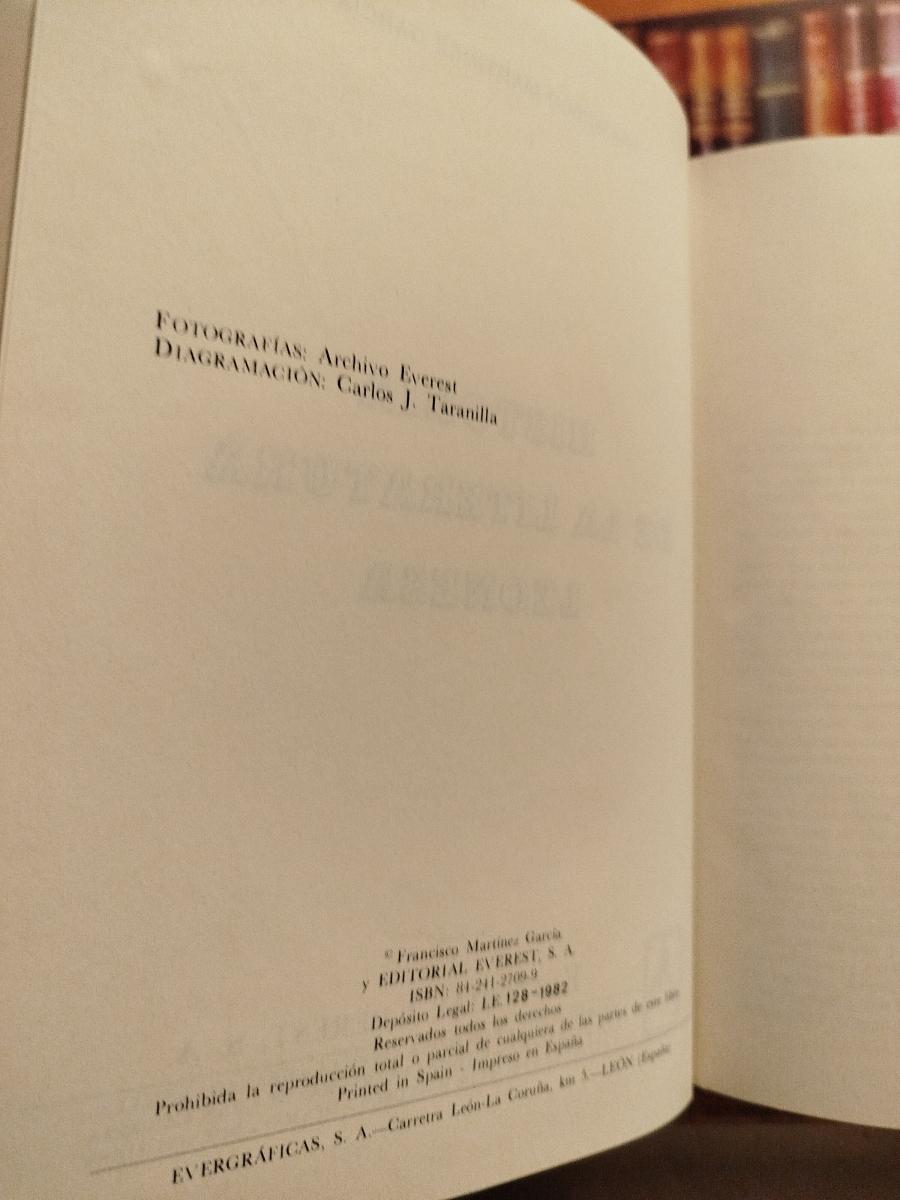 FOTOGRAFÍAS: Archivo Everest
DIAGRAMACIÓN: Carlos J. Taranilla
© Francisco Martínez García
y EDITORIAL EVEREST, S. A.
ISBN: 84-241-2709-9
Depósito Legal: LE. 128-1982
Reservados todos los derechos
Prohibida la reproducción total o parcial de cualquiera de las partes de este libro
Printed in Spain - Impreso en España
EVERGRÁFICAS, S. A.—Carretra León-La Coruña, km 5.—LEÓN (España)